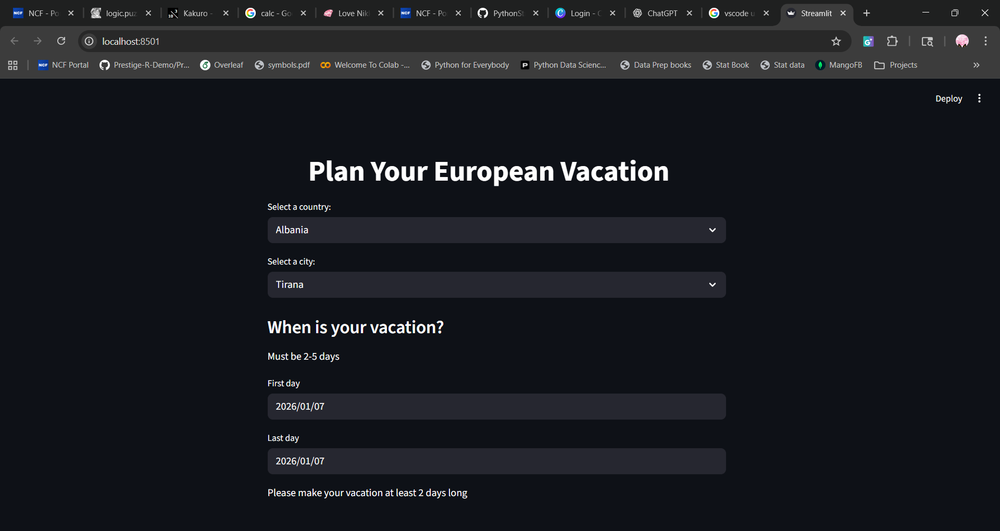 NCF - Po
logic.puz
Kakuro -
calc - Go
Love Nik
NCF - Po
PythonSt
Login - C
ChatGPT
vscode u
Streamlit
localhost:8501
NCF Portal
Prestige-R-Demo/Pr...
Overleaf
symbols.pdf
Welcome To Colab -...
Python for Everybody
Python Data Scienc...
Data Prep books
Stat Book
Stat data
MangoFB
Projects
Deploy
Plan Your European Vacation
Select a country:
Albania
Select a city:
Tirana
When is your vacation?
Must be 2-5 days
First day
2026/01/07
Last day
2026/01/07
Please make your vacation at least 2 days long